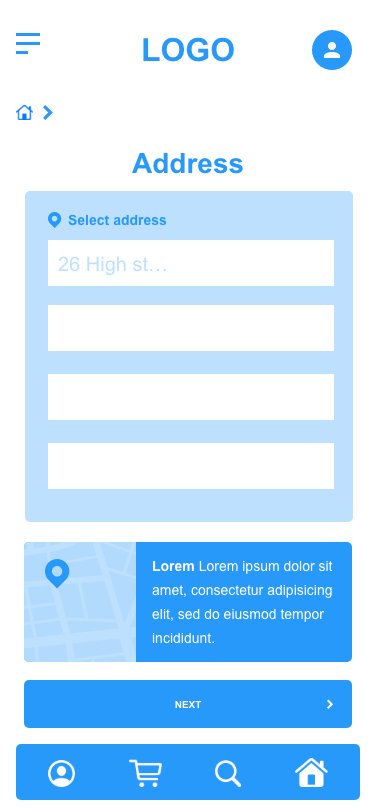 LOGO
Address
Select address
26 High st…
Lorem Lorem ipsum dolor sit
amet, consectetur adipisicing
elit, sed do eiusmod tempor
incididunt.
NEXT